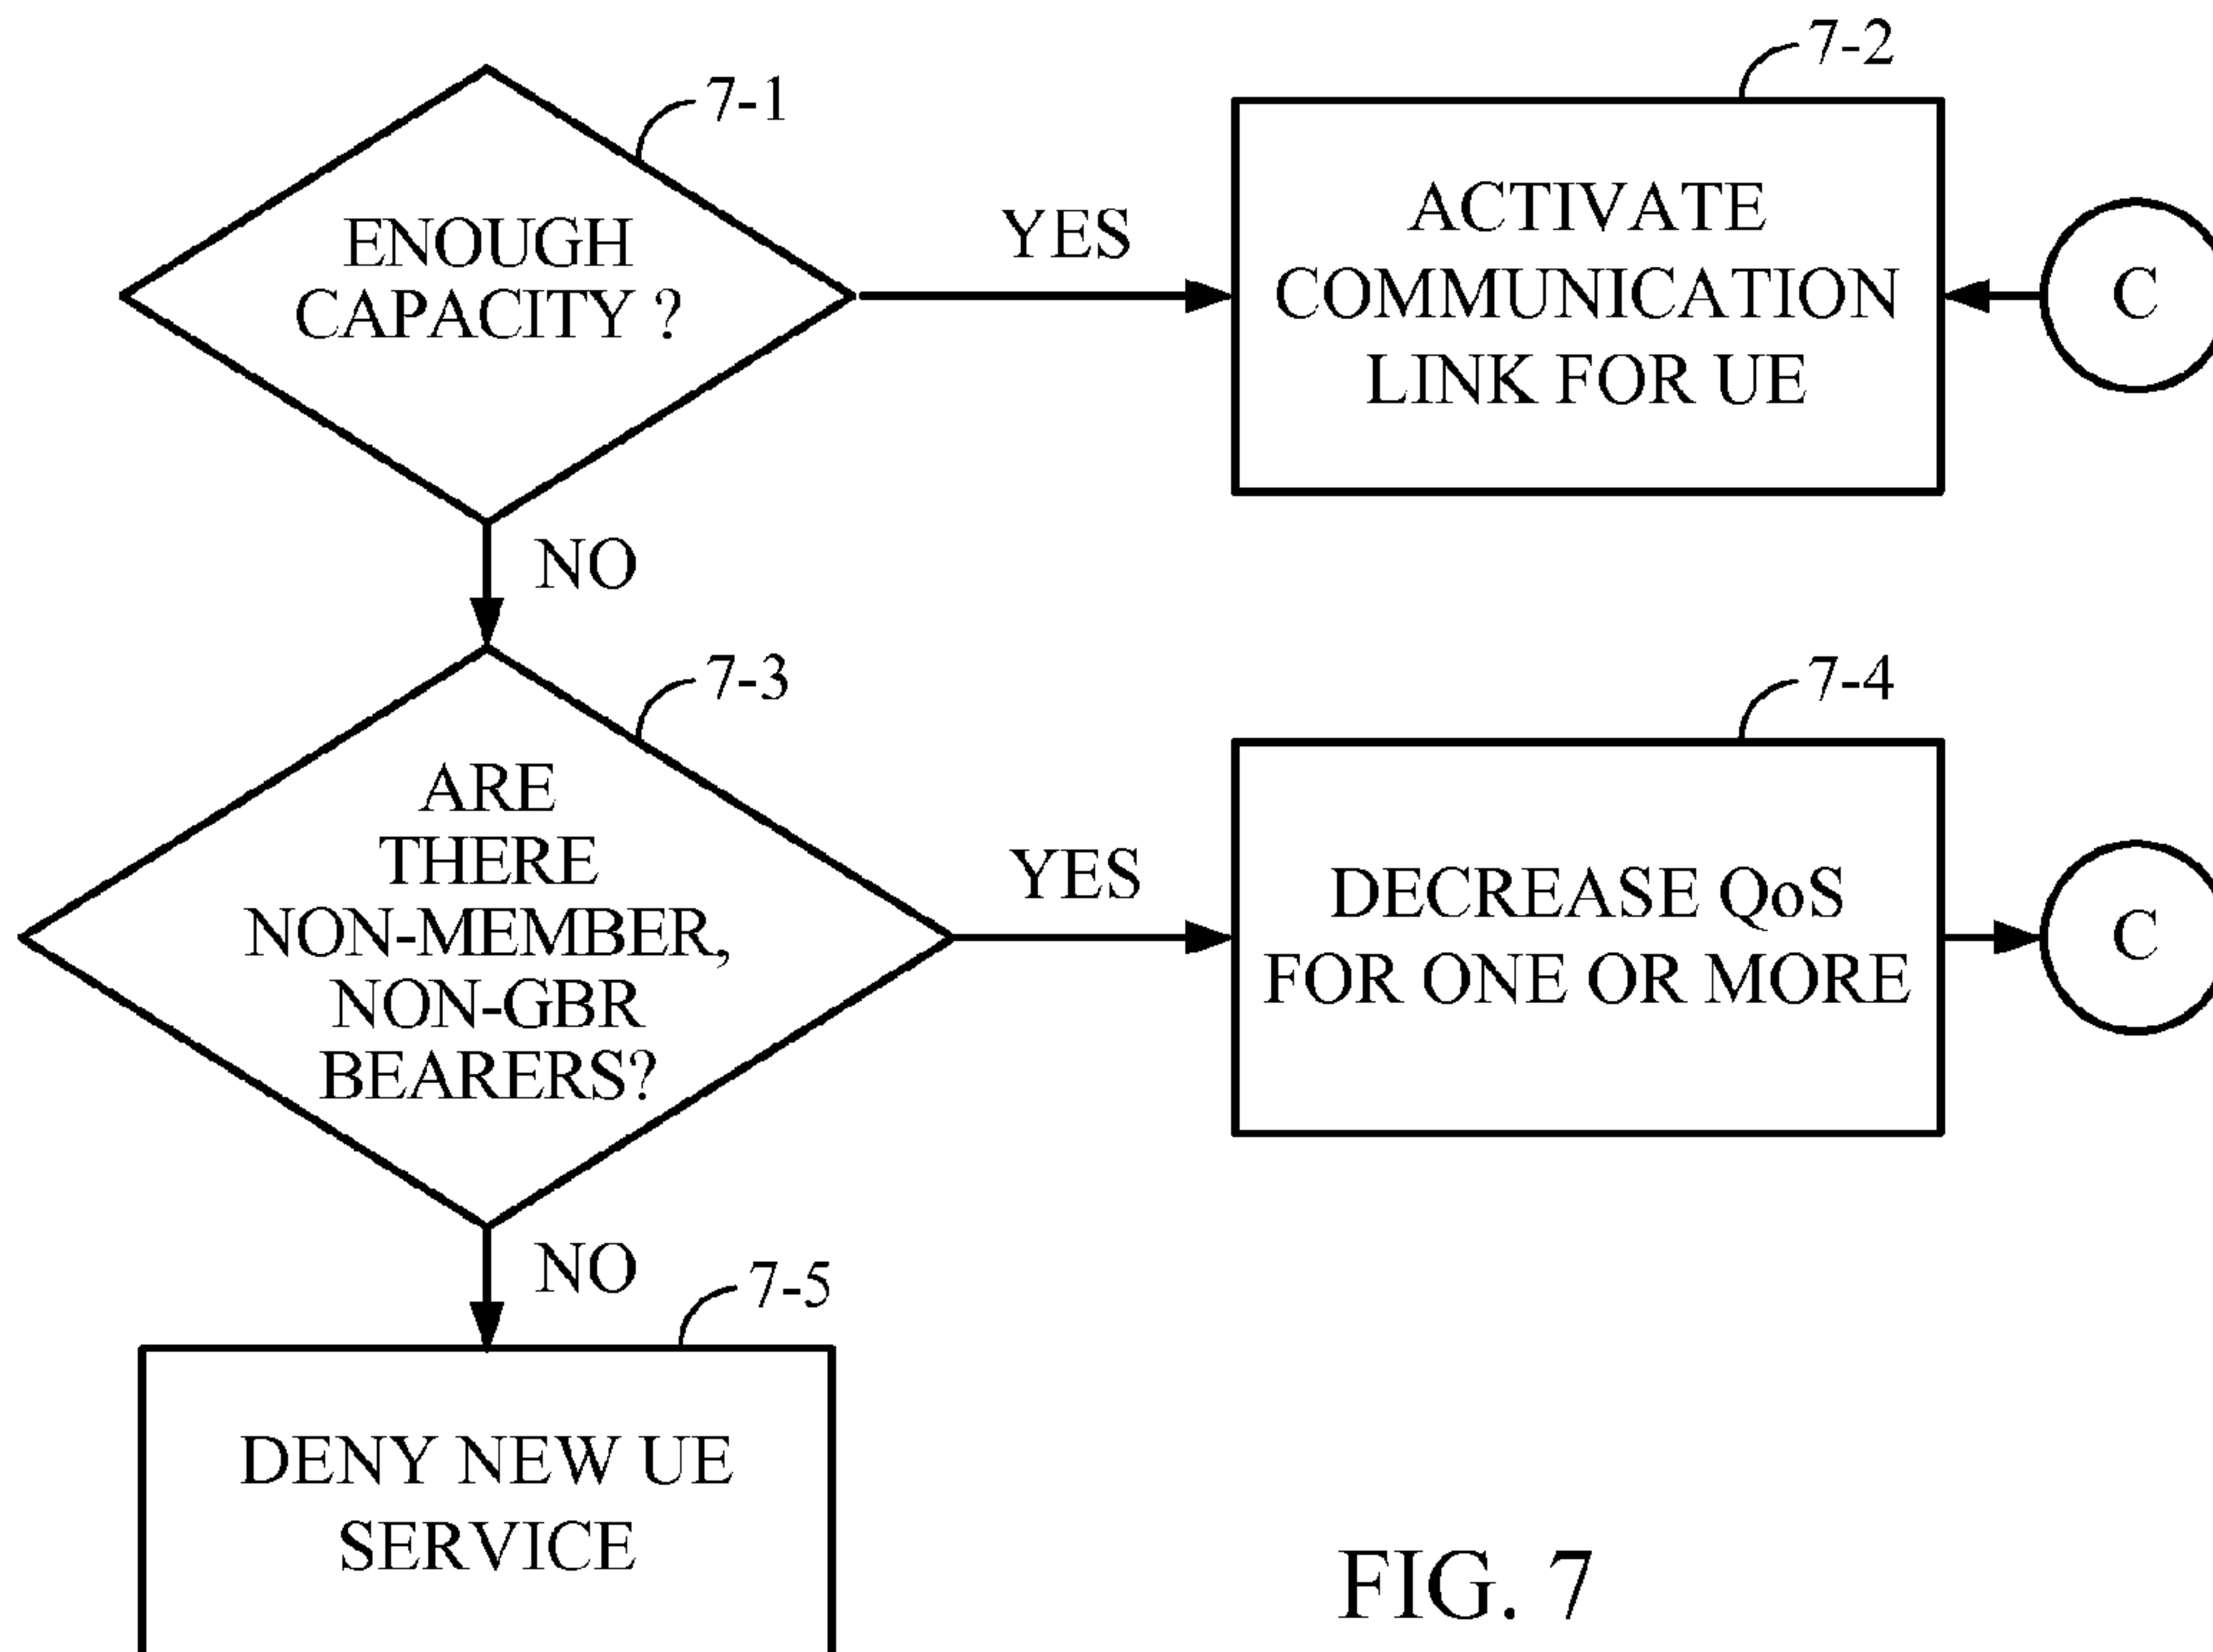 7-1
ENOUGH
CAPACITY ?
YES
7-2
ACTIVATE
COMMUNICATION
LINK FOR UE
C
NO
7-3
ARE
THERE
NON-MEMBER,
NON-GBR
BEARERS?
YES
7-4
DECREASE QoS
FOR ONE OR MORE
C
NO
7-5
DENY NEW UE
SERVICE
FIG. 7